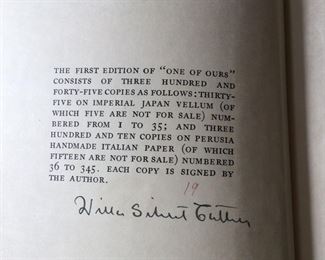 THE FIRST EDITION OF "ONE OF OURS"
CONSISTS OF THREE HUNDRED AND
FORTY-FIVE COPIES AS FOLLOWS: THIRTY-
FIVE ON IMPERIAL JAPAN VELLUM (OF
WHICH FIVE ARE NOT FOR SALE) NUM-
BERED FROM 1 TO 35; AND THREE
HUNDRED AND TEN COPIES ON PERUSIA
HANDMADE ITALIAN PAPER (OF WHICH
FIFTEEN ARE NOT FOR SALE) NUMBERED
36 TO 345. EACH COPY IS SIGNED BY
THE AUTHOR.
19
Willa Sibert Cather